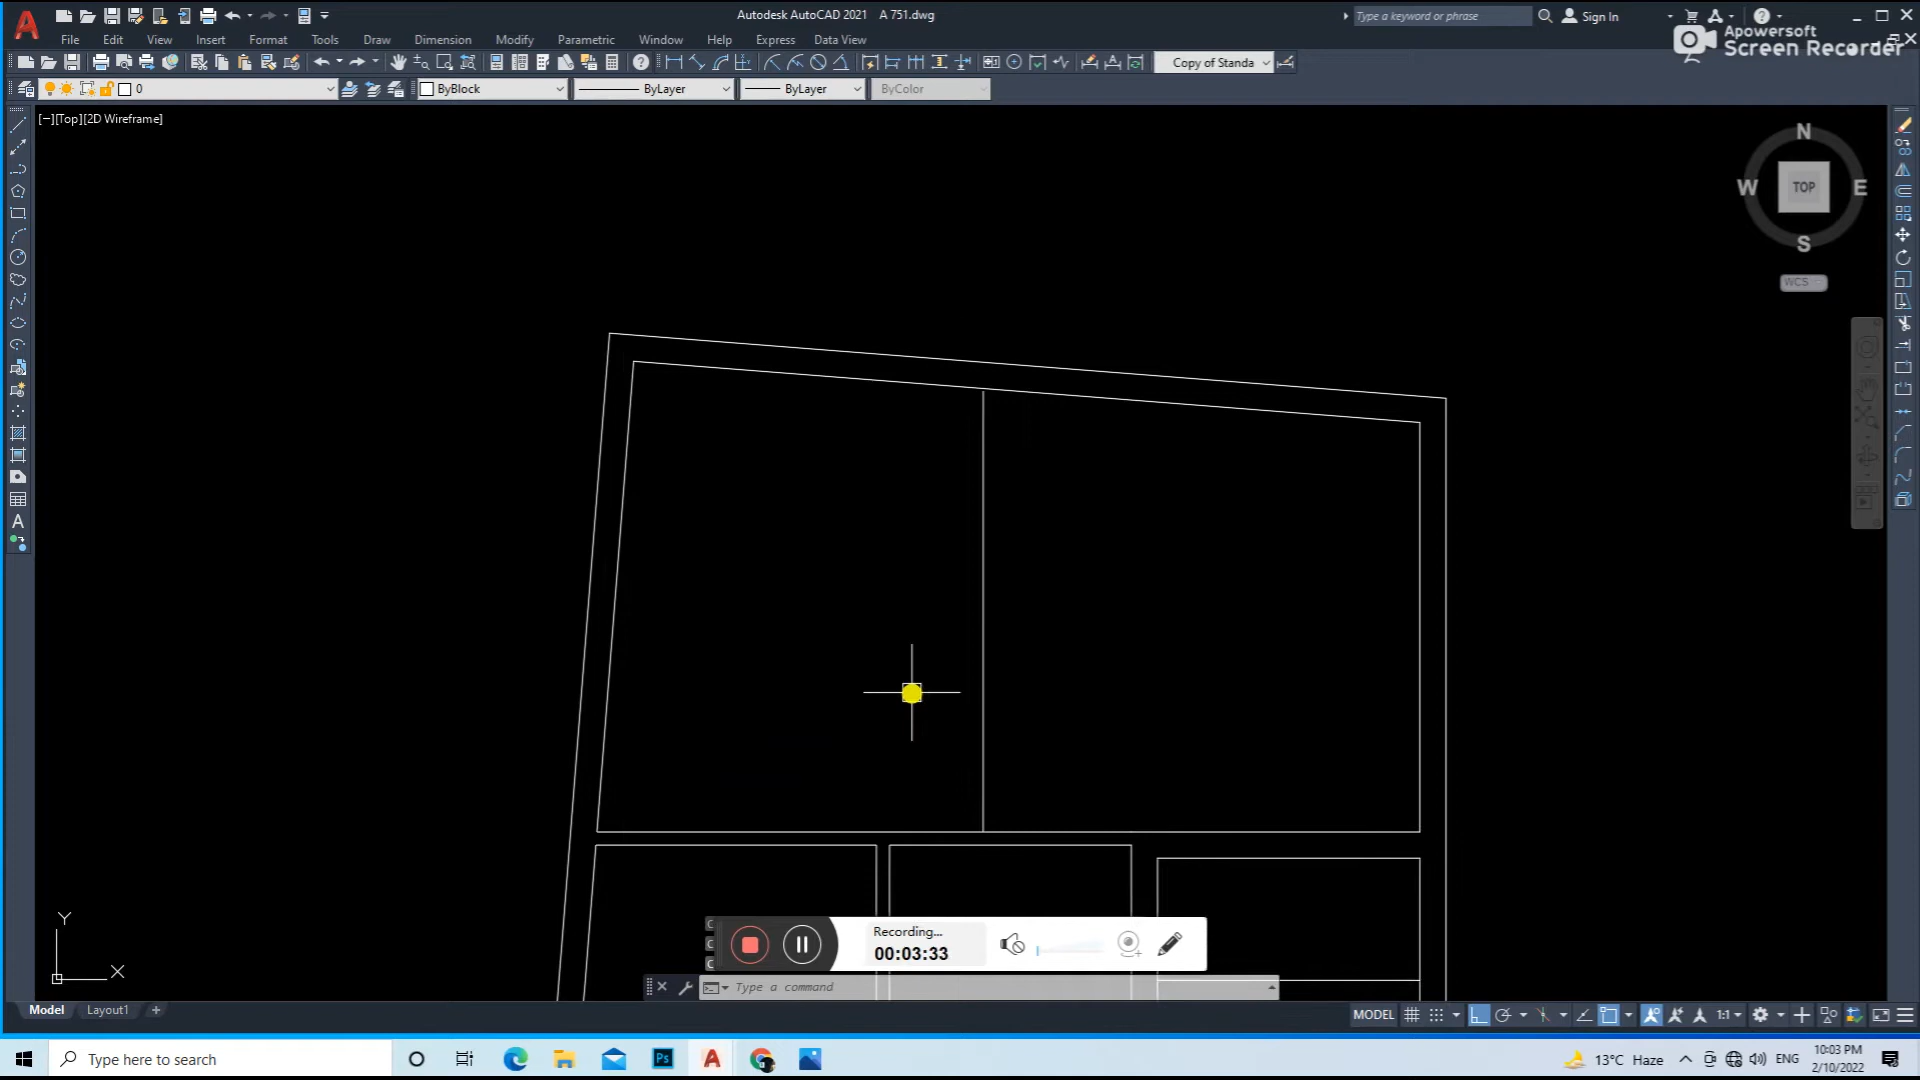 Autodesk AutoCAD 2021 A 751.dwg
Type a keyword or phrase
Sign In
Apowersoft
Screen Recorder
File Edit View Insert Format Tools Draw Dimension Modify Parametric Window Help Express Data View
Copy of Standa
0
ByBlock
ByLayer
ByLayer
ByColor
[−][Top][2D Wireframe]
N
W
TOP
E
S
WCS
A
Y
X
Recording...
00:03:33
Type a command
Model Layout1 +
MODEL
1:1
Type here to search
Ps
13°C Haze
ENG
10:03 PM
2/10/2022